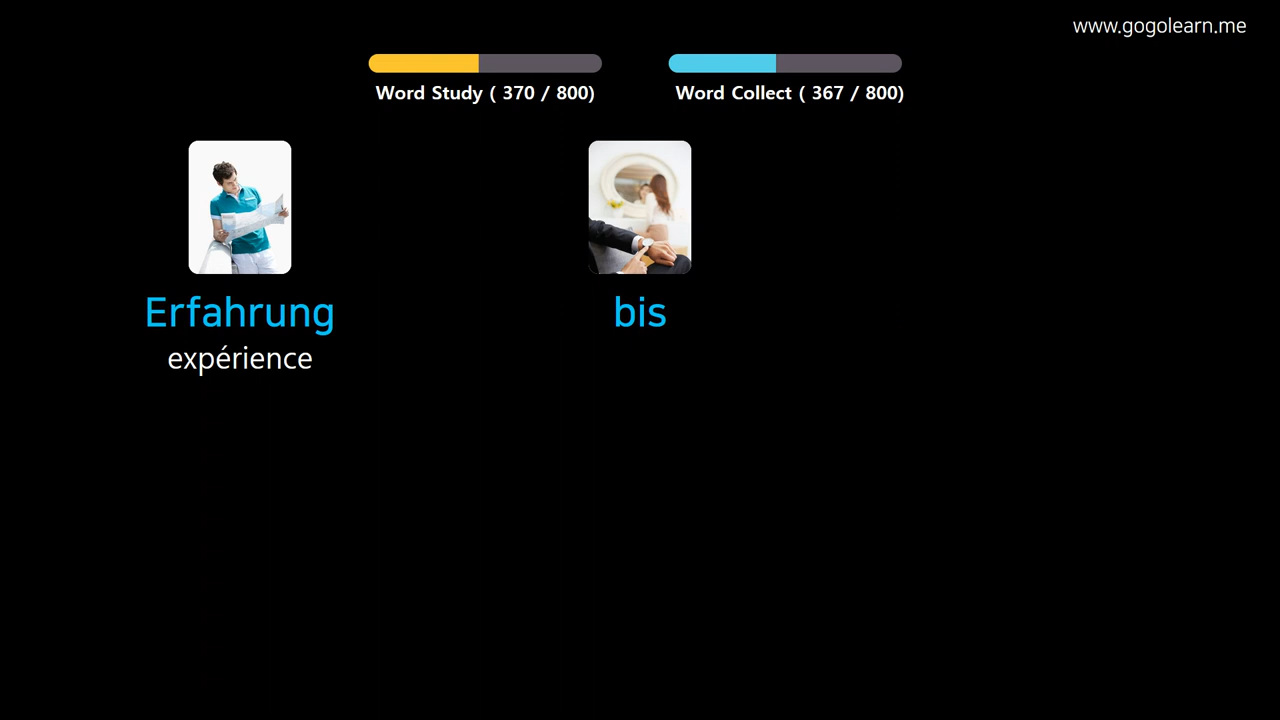 www.gogolearn.me
Word Study ( 370 / 800)
Word Collect ( 367 / 800)
Erfahrung
expérience
bis